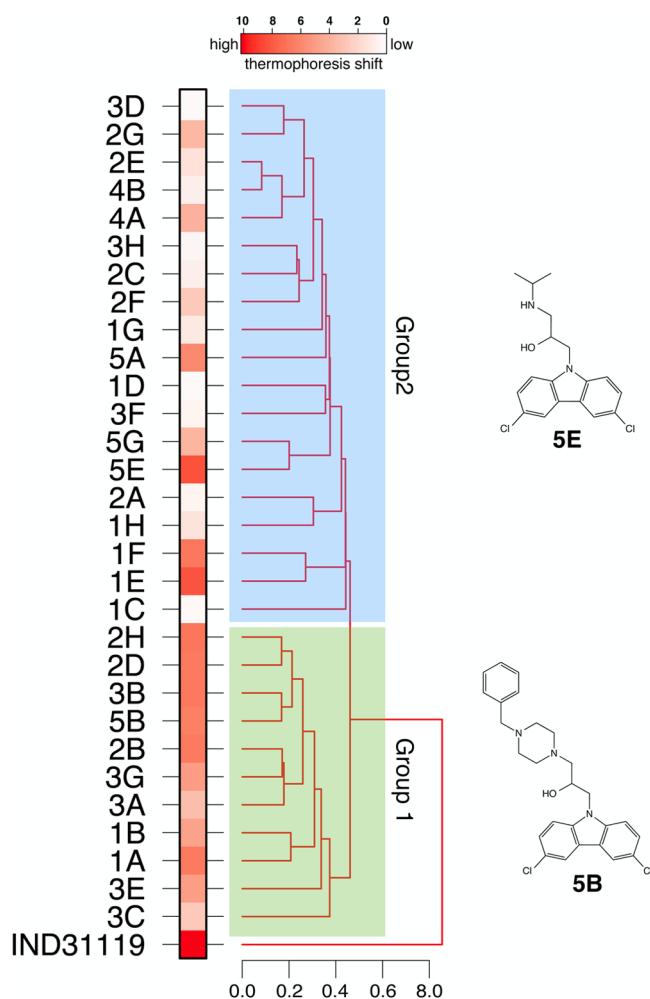 10 8 6 4 2 0
high low
thermophoresis shift
3D
2G
2E
4B
4A
3H
2C
2F
1G
5A
1D
3F
5G
5E
2A
1H
1F
1E
1C
2H
2D
3B
5B
2B
3G
3A
1B
1A
3E
3C
IND31119
Group2
Group 1
0.0 0.2 0.4 0.6 8.0
HN
HO
N
Cl Cl
5E
N
N
HO
N
Cl Cl
5B